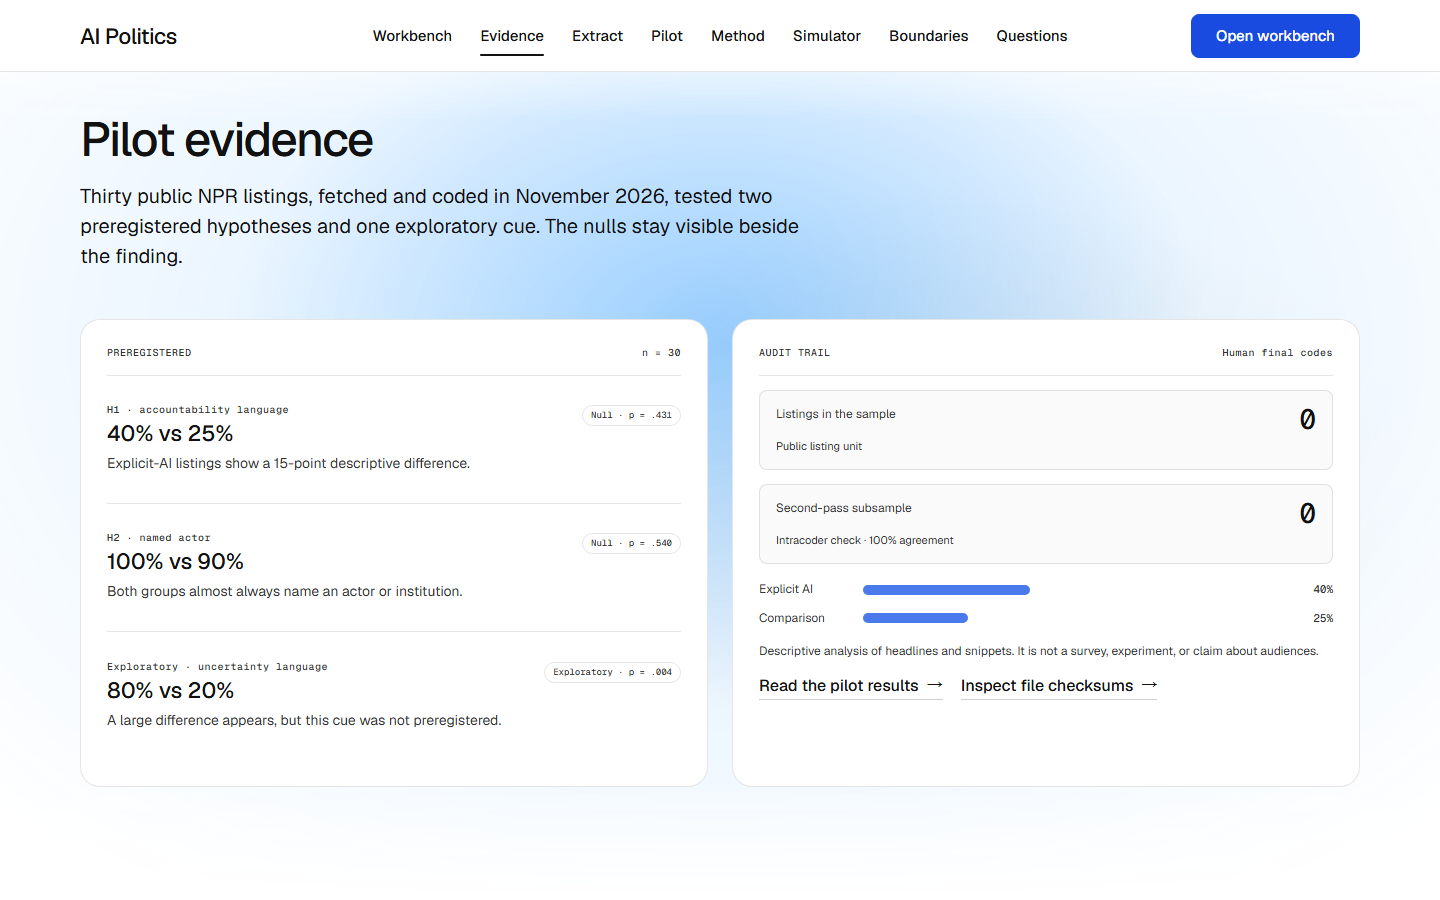 AI Politics
Workbench
Evidence
Extract
Pilot
Method
Simulator
Boundaries
Questions
Open workbench
Pilot evidence
Thirty public NPR listings, fetched and coded in November 2026, tested two
preregistered hypotheses and one exploratory cue. The nulls stay visible beside
the finding.
PREREGISTERED
n = 30
H1 · accountability language
Null · p = .431
40% vs 25%
Explicit-AI listings show a 15-point descriptive difference.
H2 · named actor
Null · p = .540
100% vs 90%
Both groups almost always name an actor or institution.
Exploratory · uncertainty language
Exploratory · p = .004
80% vs 20%
A large difference appears, but this cue was not preregistered.
AUDIT TRAIL
Human final codes
Listings in the sample
0
Public listing unit
Second-pass subsample
0
Intracoder check · 100% agreement
Explicit AI
40%
Comparison
25%
Descriptive analysis of headlines and snippets. It is not a survey, experiment, or claim about audiences.
Read the pilot results →
Inspect file checksums →